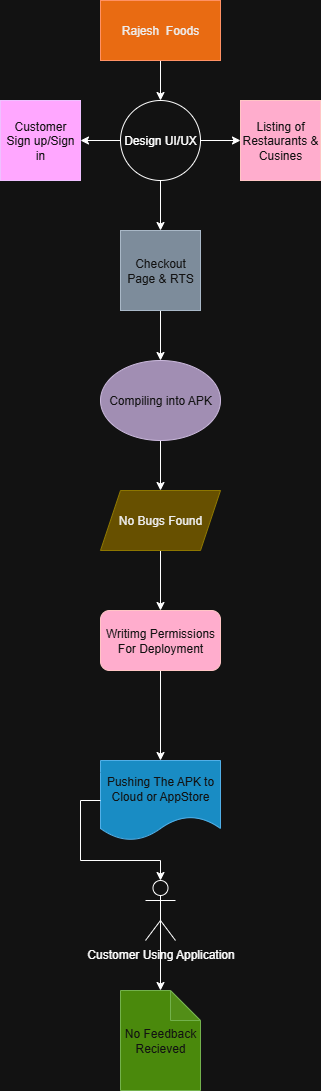 Rajesh  Foods
Customer
Sign up/Sign
in
Design UI/UX
Listing of
Restaurants &
Cusines
Checkout
Page & RTS
Compiling into APK
No Bugs Found
Writimg Permissions
For Deployment
Pushing The APK to
Cloud or AppStore
Customer Using Application
No Feedback
Recieved